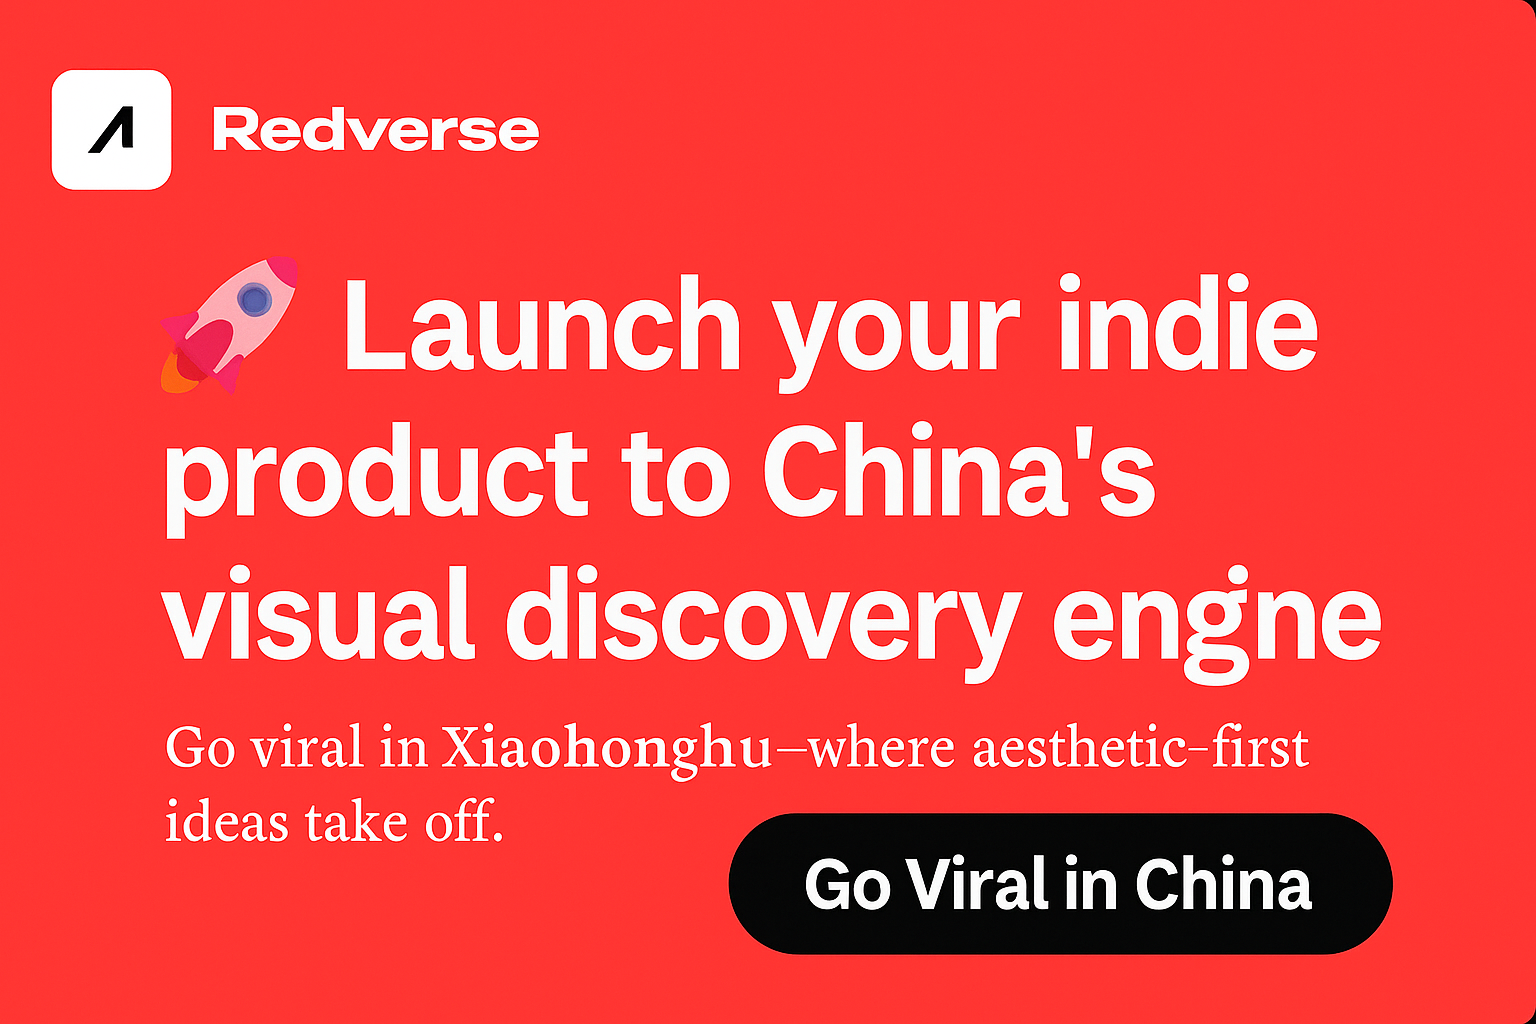 Redverse
🚀 Launch your indie
product to China's
visual discovery engne
Go viral in Xiaohonghu—where aesthetic-first
ideas take off.
Go Viral in China